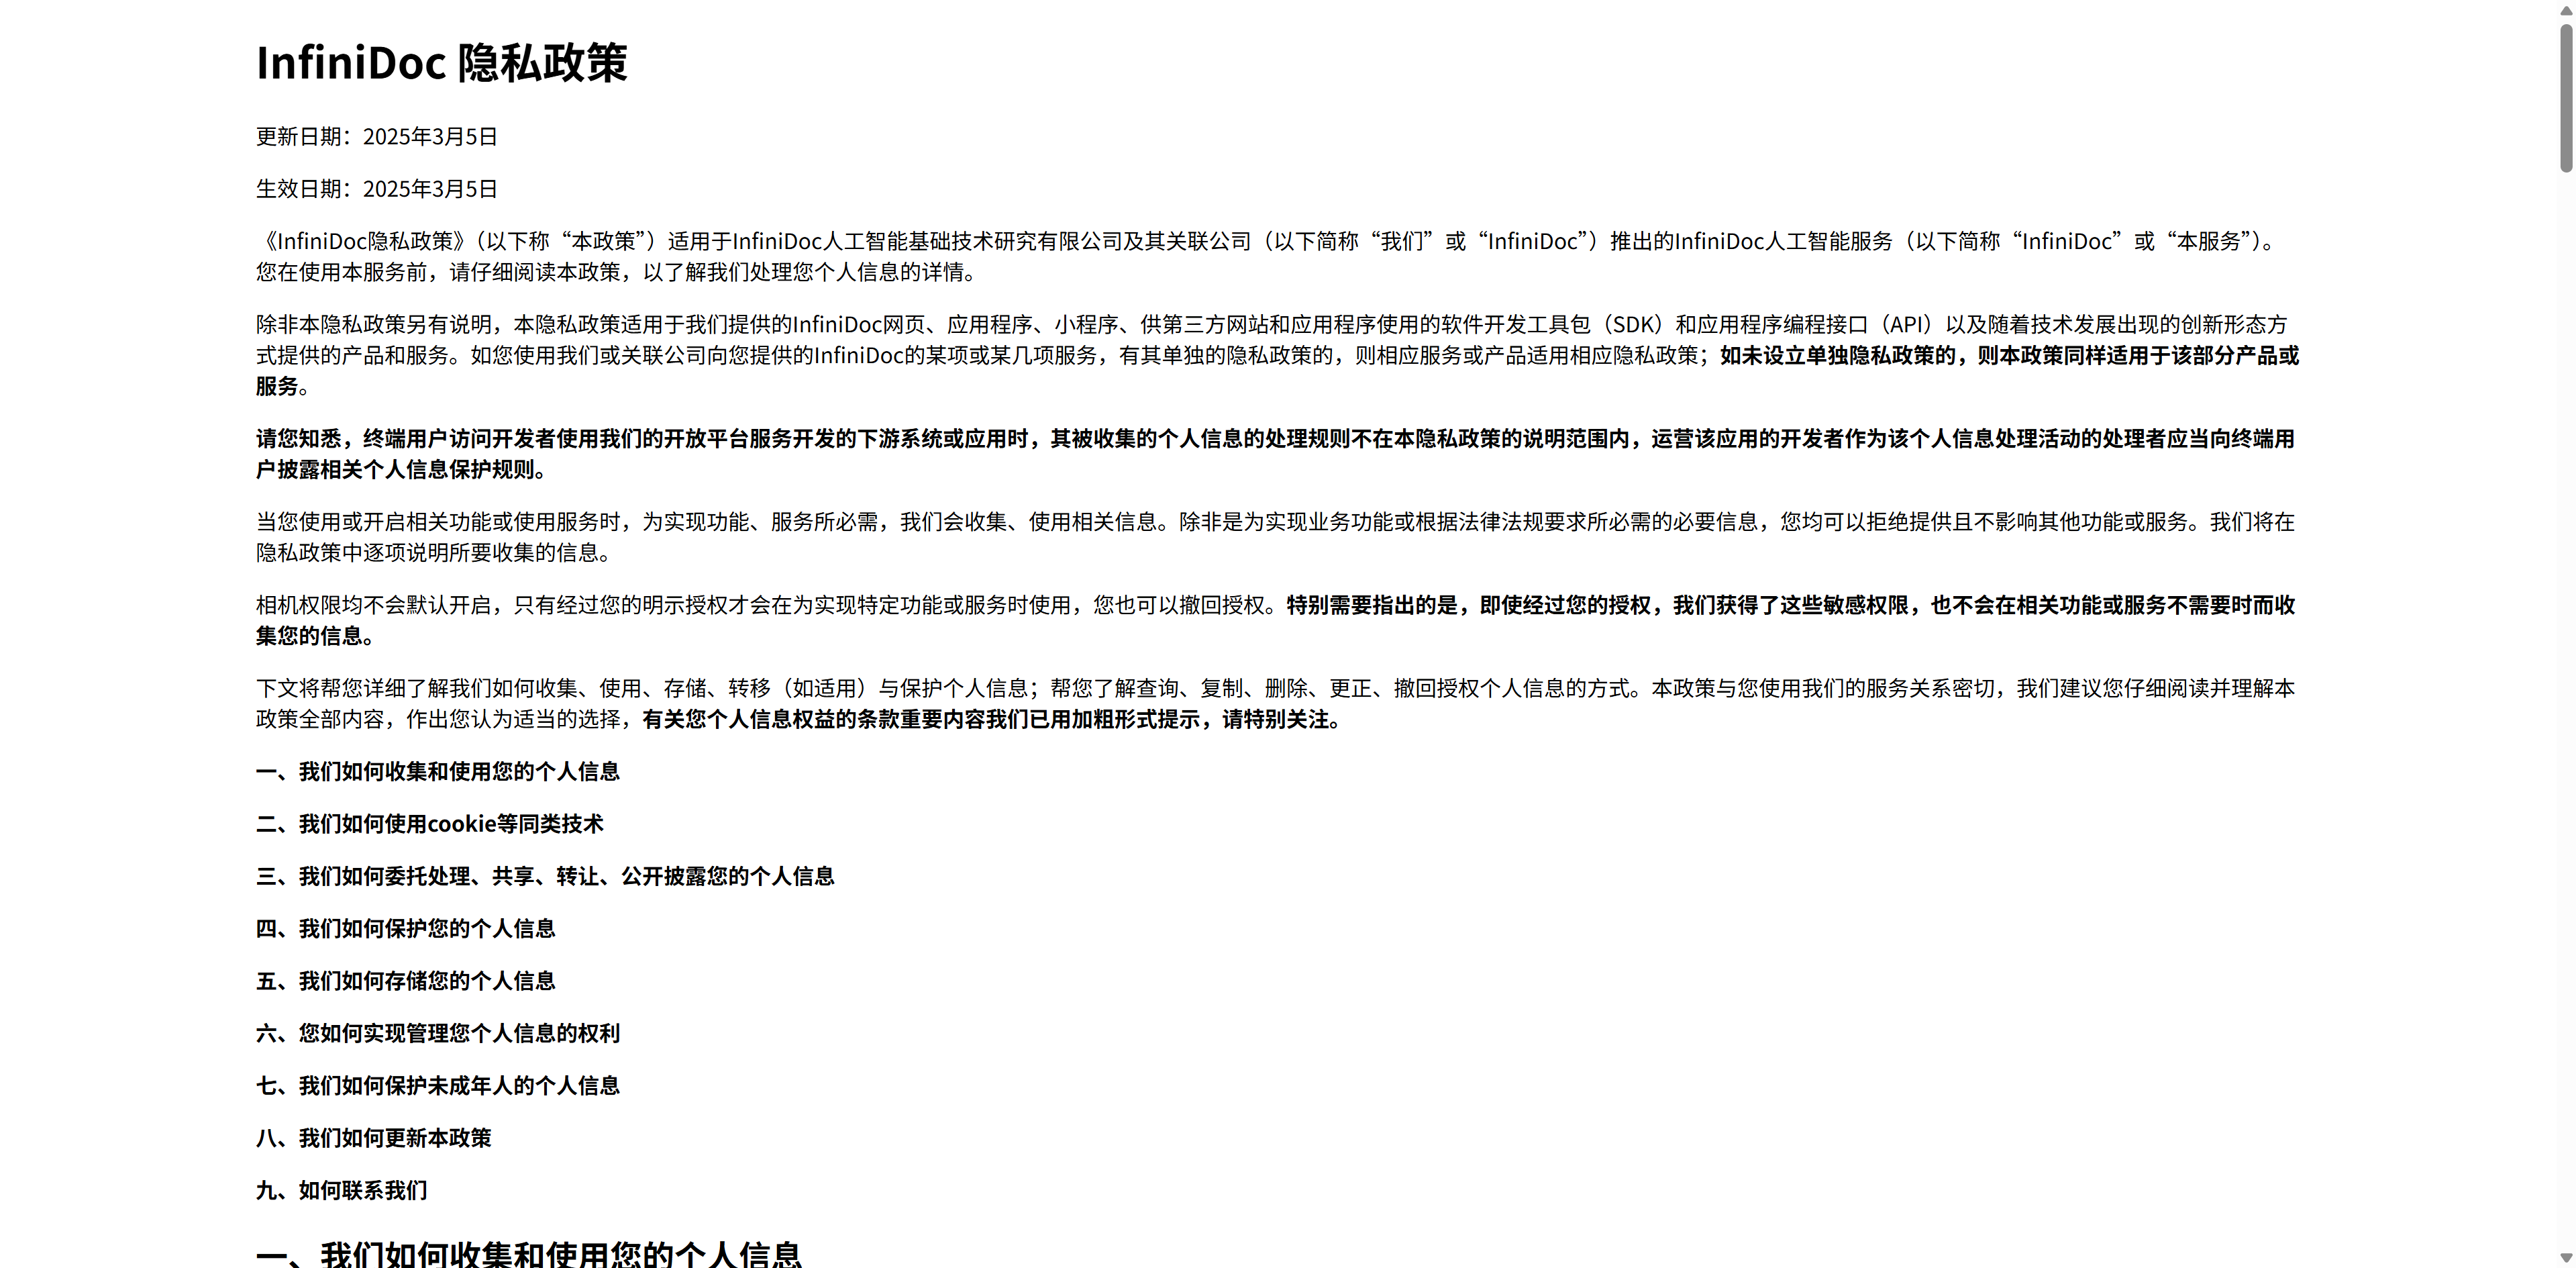 InfiniDoc 隐私政策
更新日期：2025年3月5日
生效日期：2025年3月5日
《InfiniDoc隐私政策》（以下称“本政策”）适用于InfiniDoc人工智能基础技术研究有限公司及其关联公司（以下简称“我们”或“InfiniDoc”）推出的InfiniDoc人工智能服务（以下简称“InfiniDoc”或“本服务”）。
您在使用本服务前，请仔细阅读本政策，以了解我们处理您个人信息的详情。
除非本隐私政策另有说明，本隐私政策适用于我们提供的InfiniDoc网页、应用程序、小程序、供第三方网站和应用程序使用的软件开发工具包（SDK）和应用程序编程接口（API）以及随着技术发展出现的创新形态方
式提供的产品和服务。如您使用我们或关联公司向您提供的InfiniDoc的某项或某几项服务，有其单独的隐私政策的，则相应服务或产品适用相应隐私政策；如未设立单独隐私政策的，则本政策同样适用于该部分产品或
服务。
请您知悉，终端用户访问开发者使用我们的开放平台服务开发的下游系统或应用时，其被收集的个人信息的处理规则不在本隐私政策的说明范围内，运营该应用的开发者作为该个人信息处理活动的处理者应当向终端用
户披露相关个人信息保护规则。
当您使用或开启相关功能或使用服务时，为实现功能、服务所必需，我们会收集、使用相关信息。除非是为实现业务功能或根据法律法规要求所必需的必要信息，您均可以拒绝提供且不影响其他功能或服务。我们将在
隐私政策中逐项说明所要收集的信息。
相机权限均不会默认开启，只有经过您的明示授权才会在为实现特定功能或服务时使用，您也可以撤回授权。特别需要指出的是，即使经过您的授权，我们获得了这些敏感权限，也不会在相关功能或服务不需要时而收
集您的信息。
下文将帮您详细了解我们如何收集、使用、存储、转移（如适用）与保护个人信息；帮您了解查询、复制、删除、更正、撤回授权个人信息的方式。本政策与您使用我们的服务关系密切，我们建议您仔细阅读并理解本
政策全部内容，作出您认为适当的选择，有关您个人信息权益的条款重要内容我们已用加粗形式提示，请特别关注。
一、我们如何收集和使用您的个人信息
二、我们如何使用cookie等同类技术
三、我们如何委托处理、共享、转让、公开披露您的个人信息
四、我们如何保护您的个人信息
五、我们如何存储您的个人信息
六、您如何实现管理您个人信息的权利
七、我们如何保护未成年人的个人信息
八、我们如何更新本政策
九、如何联系我们
一、我们如何收集和使用您的个人信息